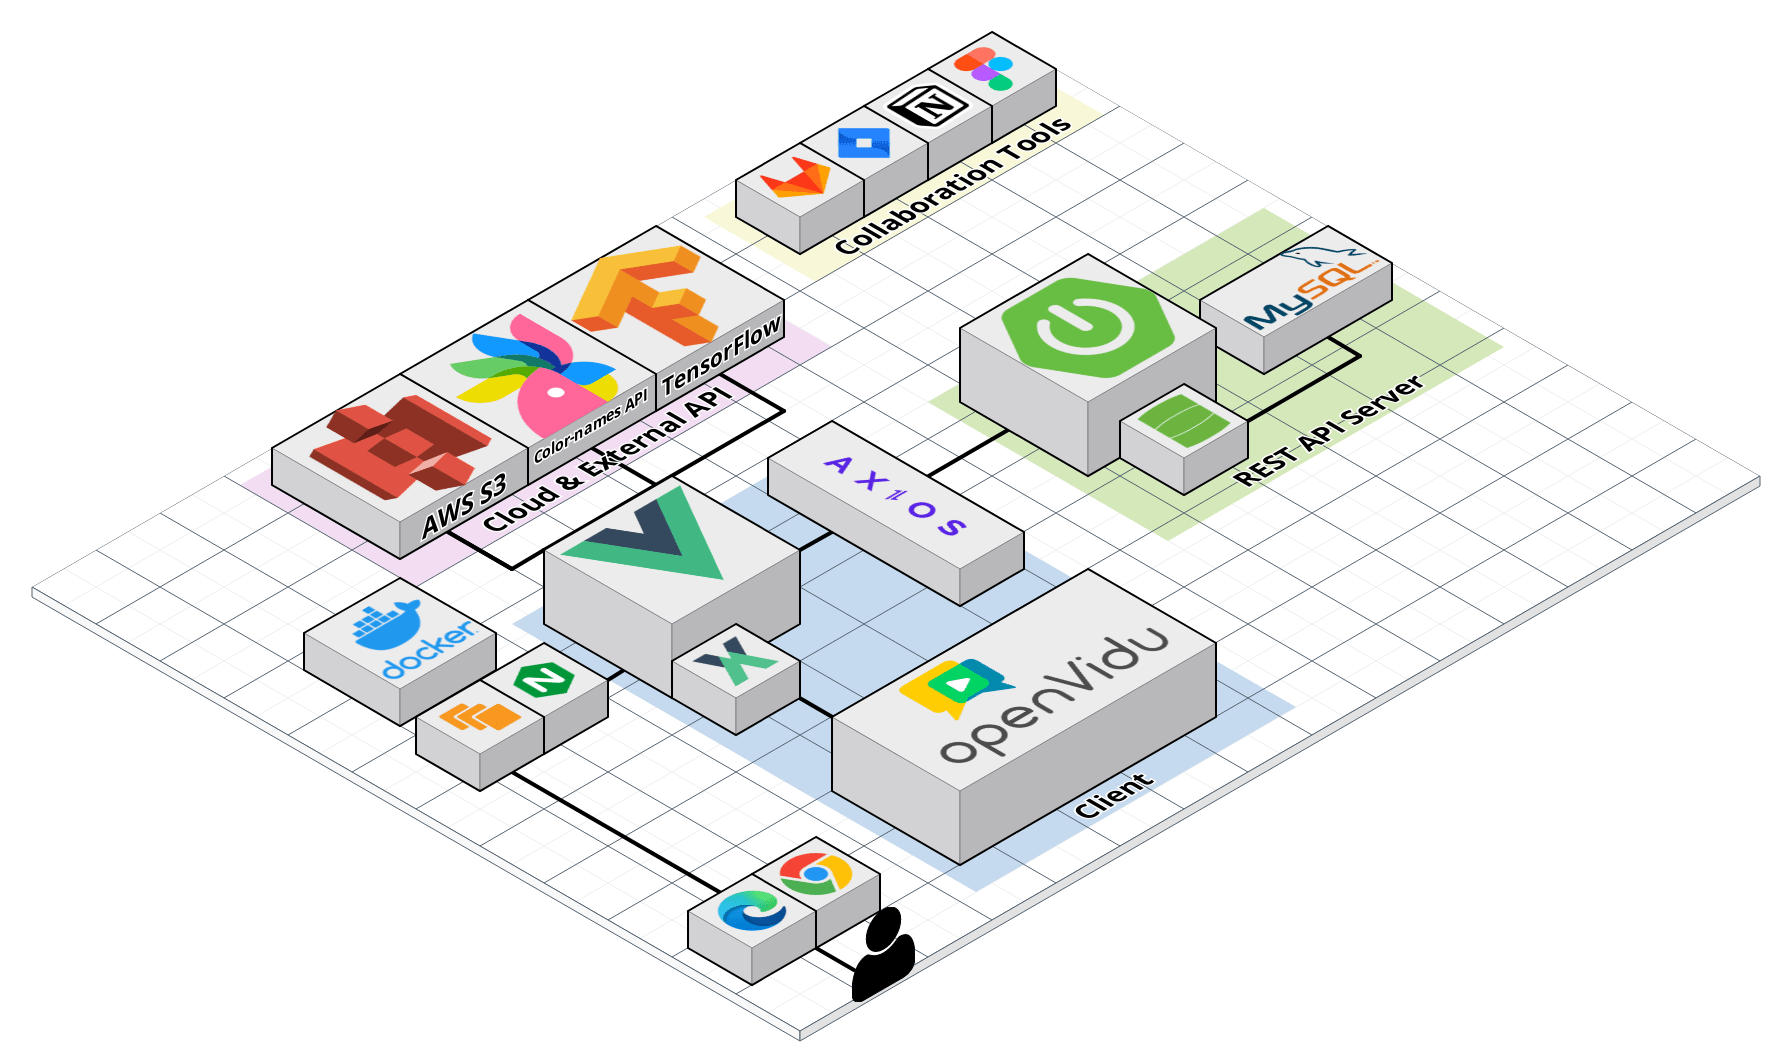 N
Collaboration Tools
MySQL
TensorFlow
Color-names API
AWS S3
Cloud & External API
REST API Server
AXIOS
docker
N
openVidu
Client